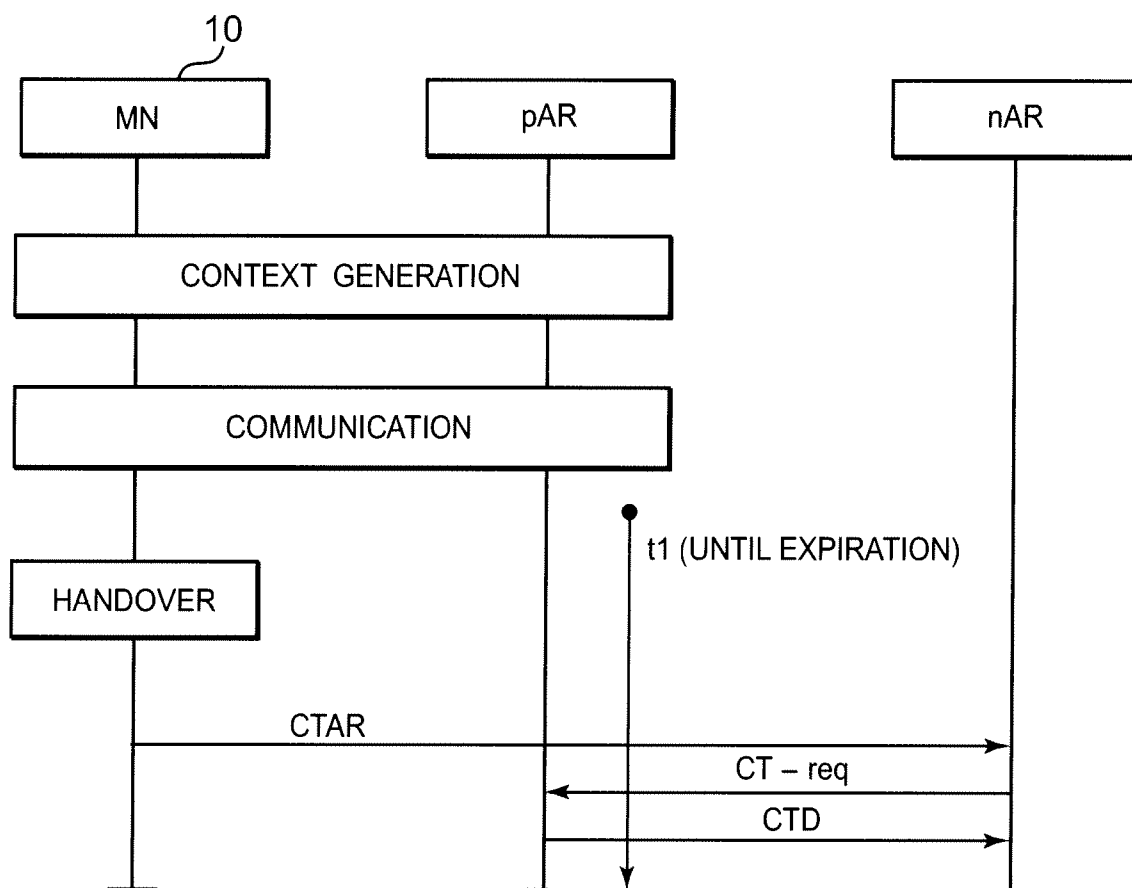 10
MN
pAR
nAR
CONTEXT GENERATION
COMMUNICATION
t1 (UNTIL EXPIRATION)
HANDOVER
CTAR
CT – req
CTD